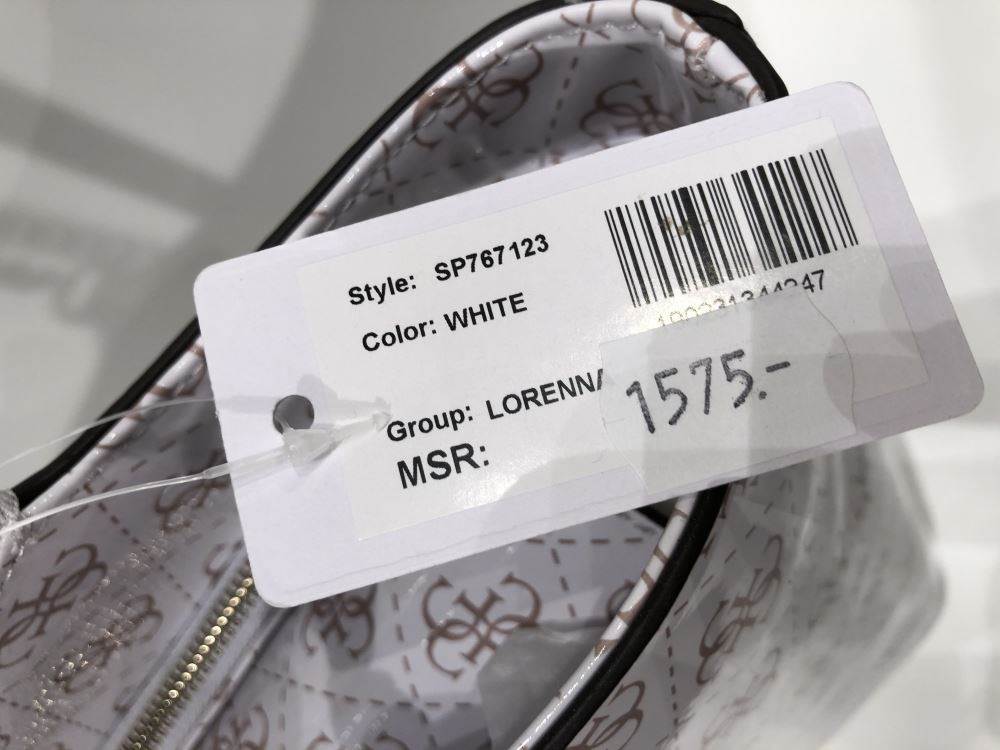 Style: SP767123
Color: WHITE
Group: LORENNA
MSR:
1575.-